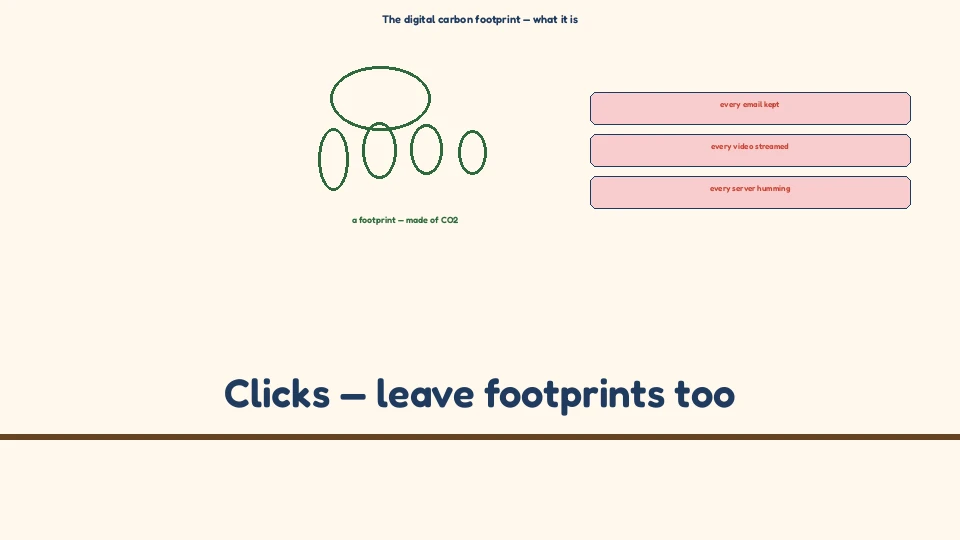 The digital carbon footprint — what it is
every email kept
every video streamed
every server humming
a footprint — made of CO2
Clicks — leave footprints too